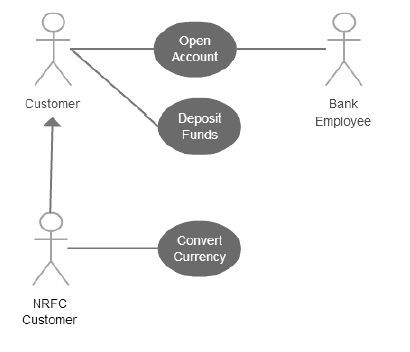 Open
Account
Customer
Bank
Employee
Deposit
Funds
Convert
Currency
NRFC
Customer